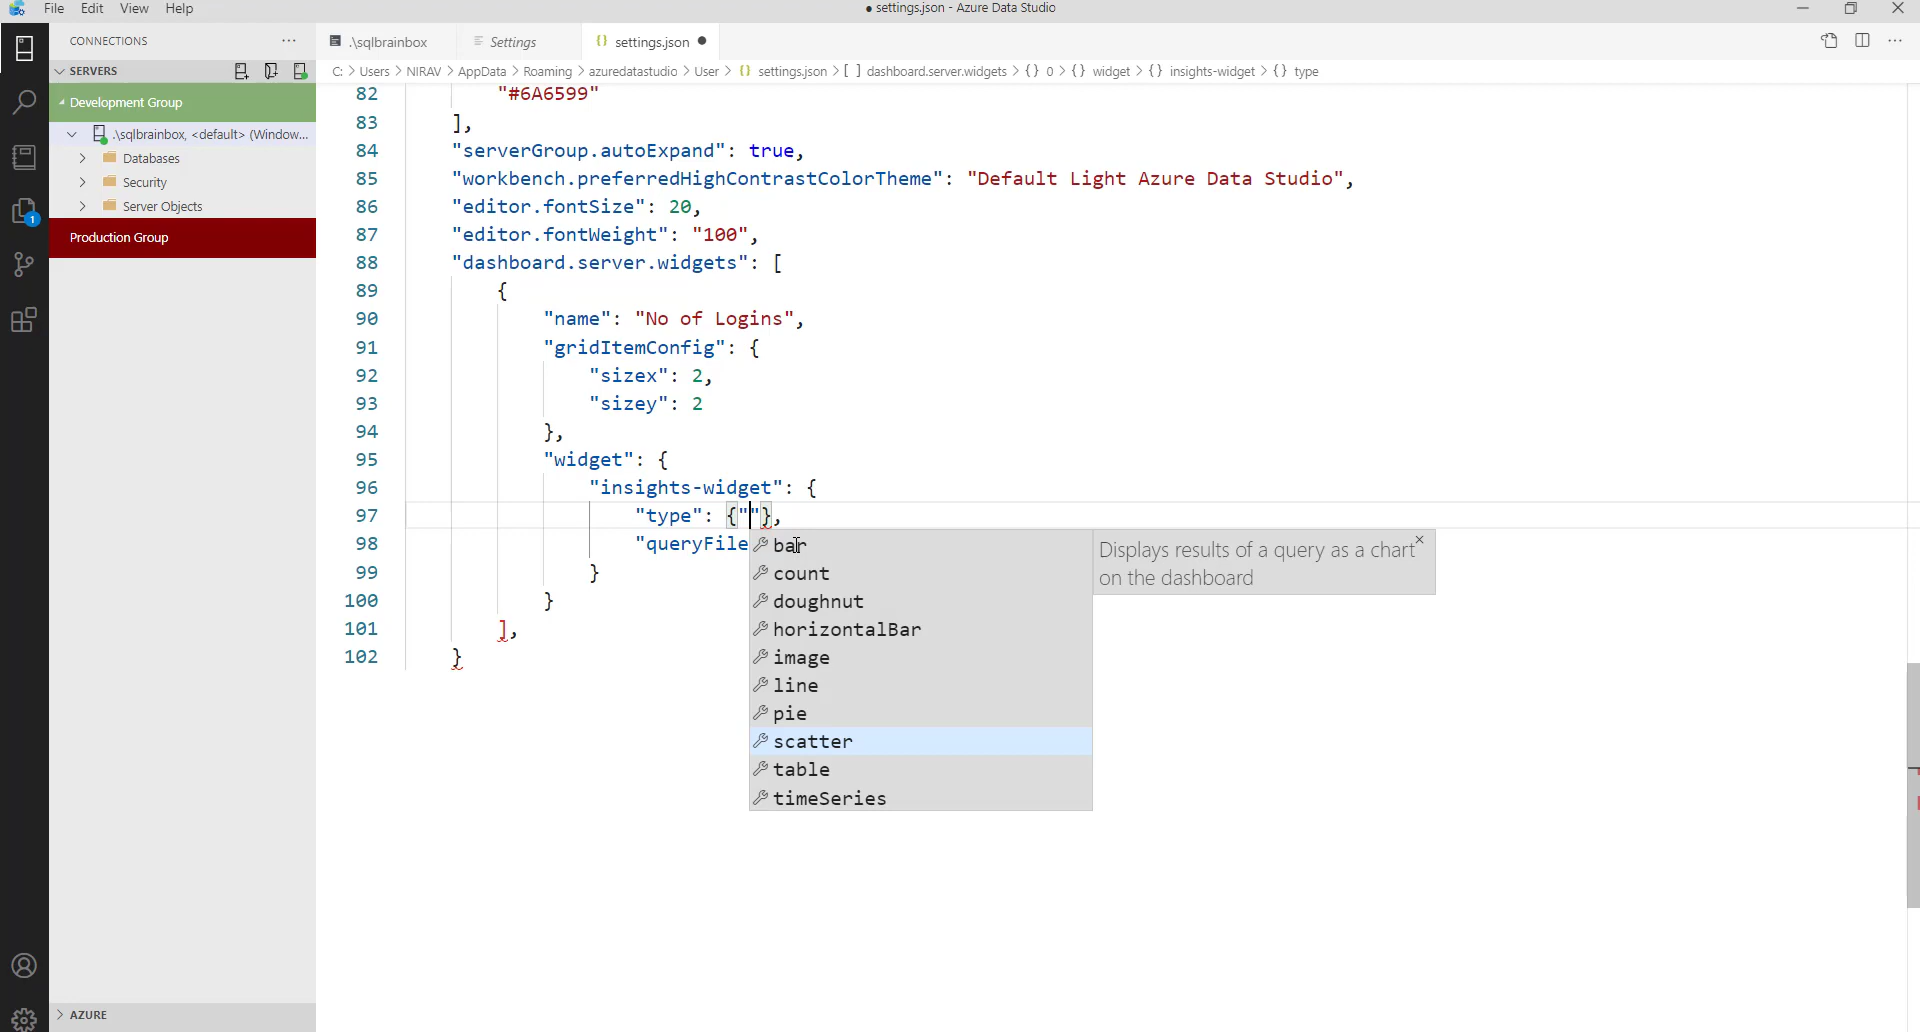 File Edit View Help
● settings.json - Azure Data Studio
CONNECTIONS
.\sqlbrainbox
Settings
settings.json
SERVERS
C: > Users > NIRAV > AppData > Roaming > azuredatastudio > User > {} settings.json > [ ] dashboard.server.widgets > {} 0 > {} widget > {} insights-widget > {} type
Development Group
.\sqlbrainbox, <default> (Window...
Databases
Security
Server Objects
Production Group
82 "#6A6599"
83 ],
84 "serverGroup.autoExpand": true,
85 "workbench.preferredHighContrastColorTheme": "Default Light Azure Data Studio",
86 "editor.fontSize": 20,
87 "editor.fontWeight": "100",
88 "dashboard.server.widgets": [
89 {
90 "name": "No of Logins",
91 "gridItemConfig": {
92 "sizex": 2,
93 "sizey": 2
94 },
95 "widget": {
96 "insights-widget": {
97 "type": {""},
98 "queryFile
99 }
100 }
101 ],
102 }
bar
count
doughnut
horizontalBar
image
line
pie
scatter
table
timeSeries
Displays results of a query as a chart
on the dashboard
1
AZURE